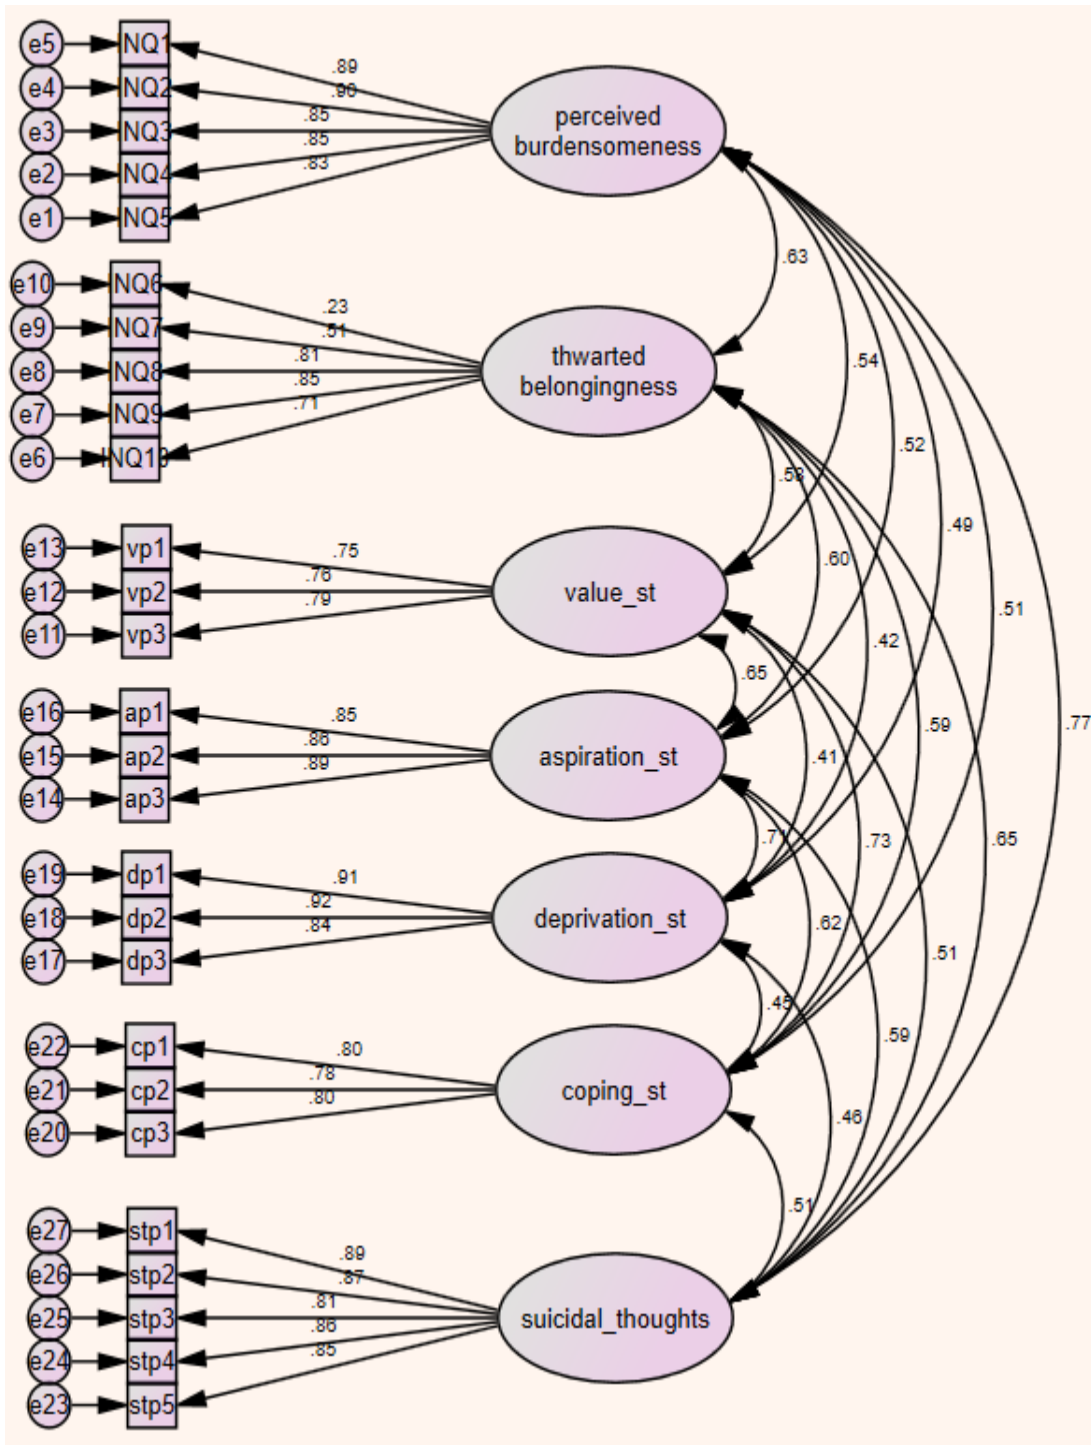 e5 NQ1 .89
e4 NQ2 .90
e3 NQ3 .85
e2 NQ4 .85
e1 NQ5 .83
perceived
burdensomeness
.63
e10 NQ6 .23
e9 NQ7 .51
e8 NQ8 .81
e7 NQ9 .85
e6 .71
thwarted
belongingness
.54
.52
.58
.49
.60
e13 vp1 .75
e12 vp2 .76
e11 vp3 .79
value_st
.51
.42
.65
e16 ap1 .85
e15 ap2 .86
e14 ap3 .89
aspiration_st
.59
.77
.41
.71
.73
.65
e19 dp1 .91
e18 dp2 .92
e17 dp3 .84
deprivation_st
.62
.51
.45
.59
e22 cp1 .80
e21 cp2 .78
e20 cp3 .80
coping_st
.46
.51
e27 stp1 .89
e26 stp2 .87
e25 stp3 .81
e24 stp4 .86
e23 stp5 .85
suicidal_thoughts